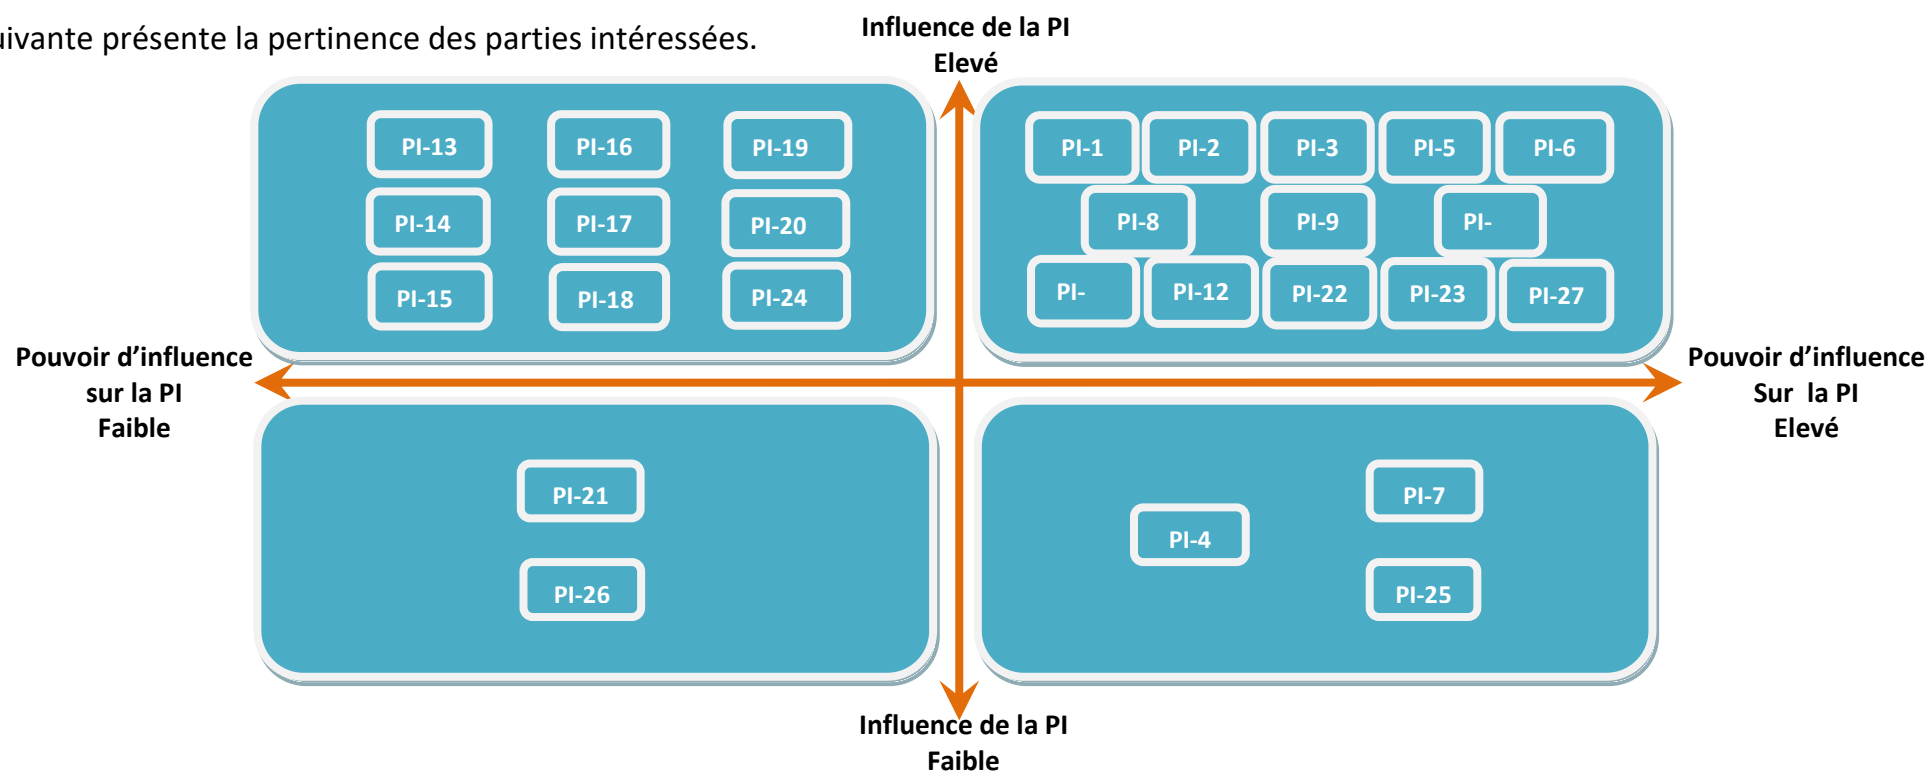 uivante présente la pertinence des parties intéressées.
Influence de la PI
Elevé
PI-13 PI-16 PI-19
PI-14 PI-17 PI-20
PI-15 PI-18 PI-24
PI-1 PI-2 PI-3 PI-5 PI-6
PI-8 PI-9 PI-
PI- PI-12 PI-22 PI-23 PI-27
Pouvoir d’influence
sur la PI
Faible
Pouvoir d’influence
Sur la PI
Elevé
PI-21
PI-26
PI-7
PI-4
PI-25
Influence de la PI
Faible